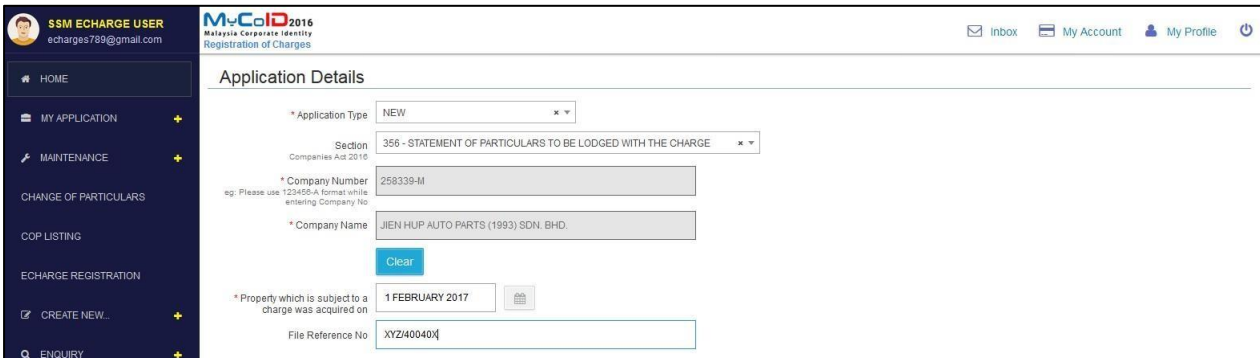 SSM ECHARGE USER
echarges789@gmail.com
HOME
MY APPLICATION
MAINTENANCE
CHANGE OF PARTICULARS
COP LISTING
ECHARGE REGISTRATION
CREATE NEW...
ENQUIRY
MyCoID 2016
Malaysia Corporate Identity
Registration of Charges
Inbox
My Account
My Profile
Application Details
* Application Type
NEW
Section
Companies Act 2016
356 - STATEMENT OF PARTICULARS TO BE LODGED WITH THE CHARGE
* Company Number
eg: Please use 123456-A format while
entering Company No
258339-M
* Company Name
JIEN HUP AUTO PARTS (1993) SDN. BHD.
Clear
* Property which is subject to a
charge was acquired on
1 FEBRUARY 2017
File Reference No
XYZ/40040X